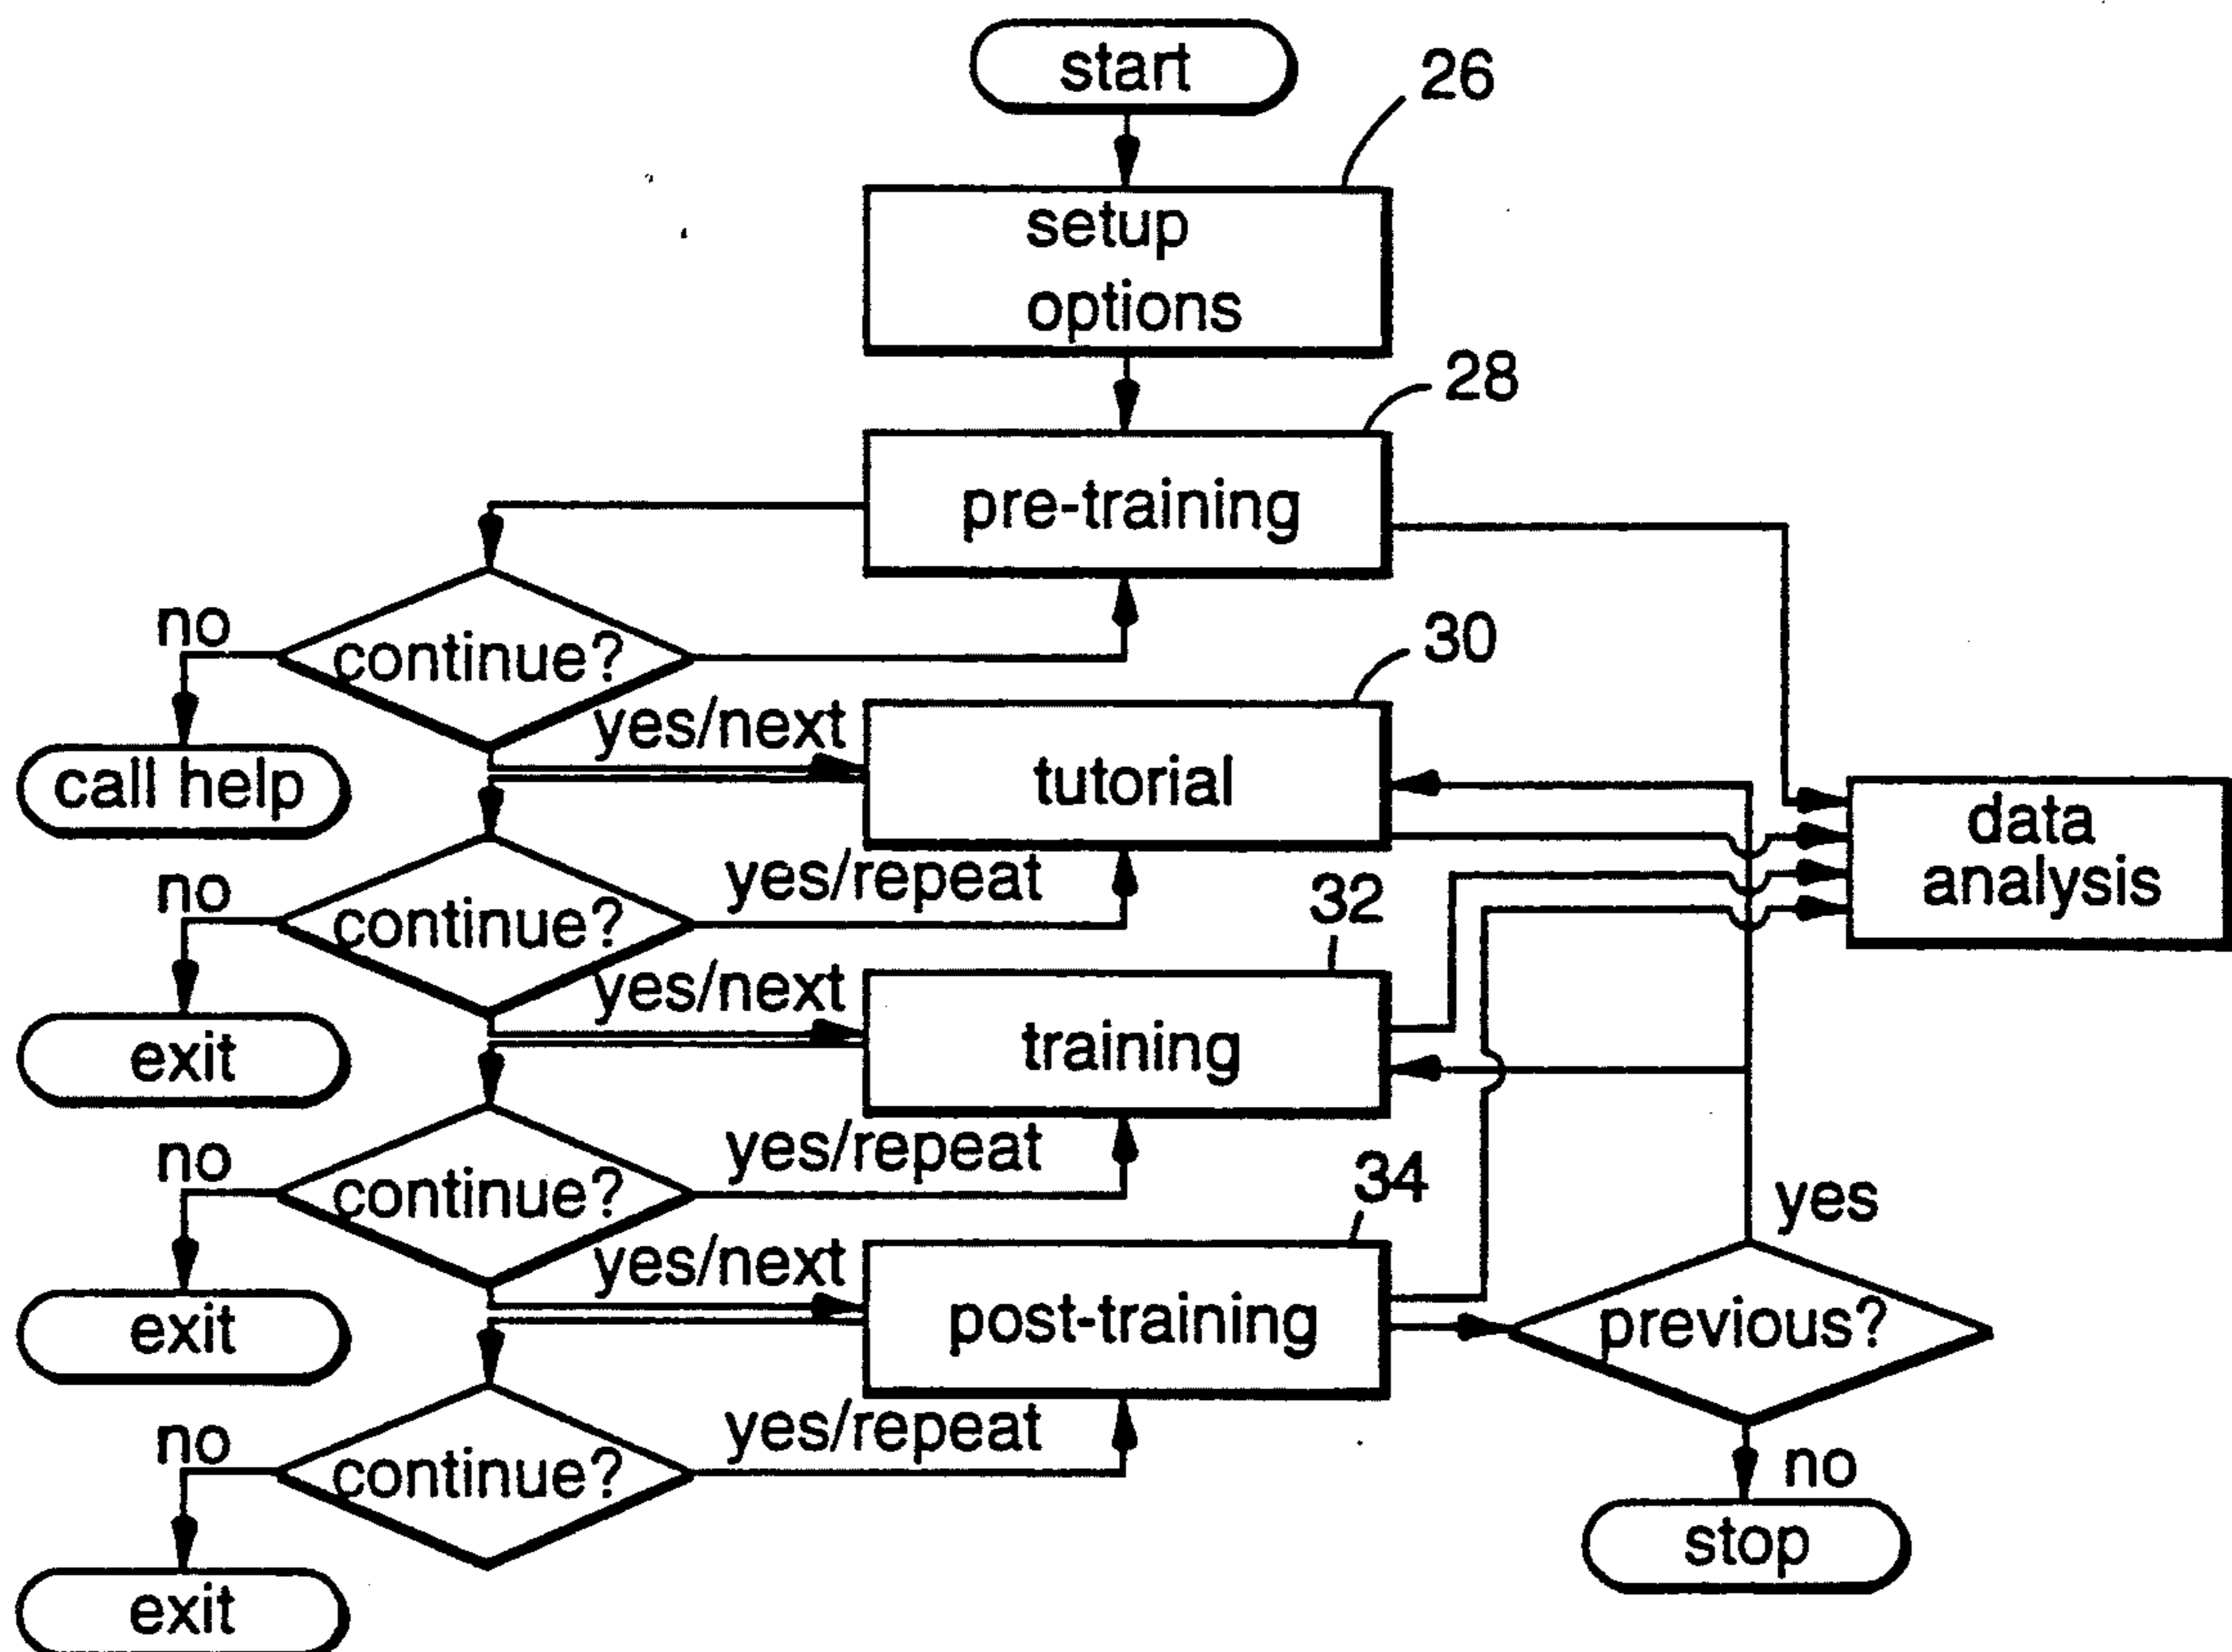 start
26
setup
options
28
pre-training
no
continue?
30
yes/next
call help
tutorial
data
analysis
yes/repeat
no
continue?
32
yes/next
exit
training
yes/repeat
no
continue?
34
yes
yes/next
exit
post-training
previous?
yes/repeat
no
continue?
no
stop
exit